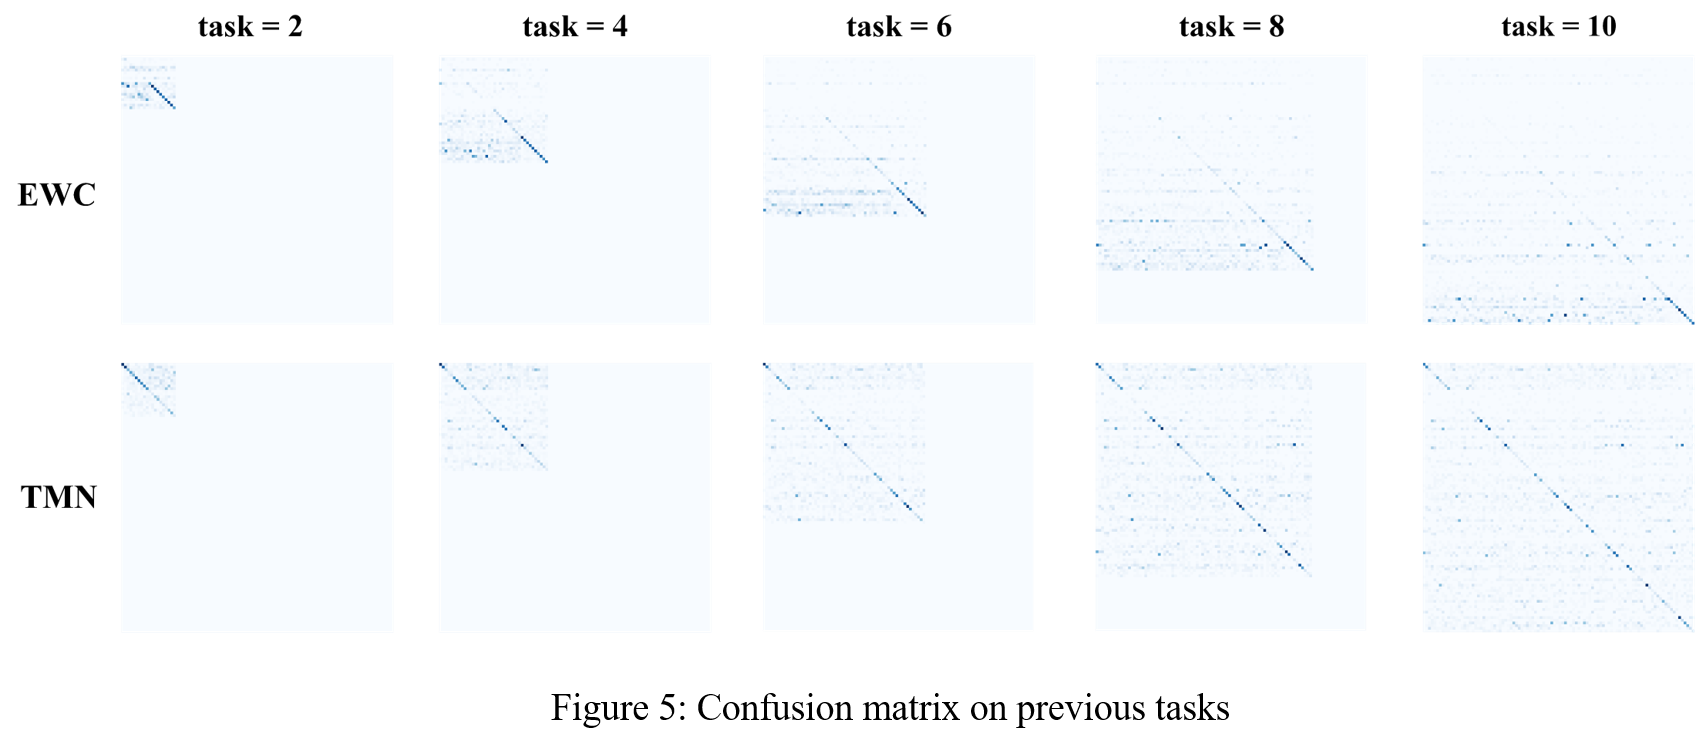 task = 2 task = 4 task = 6 task = 8 task = 10
EWC
TMN
Figure 5: Confusion matrix on previous tasks